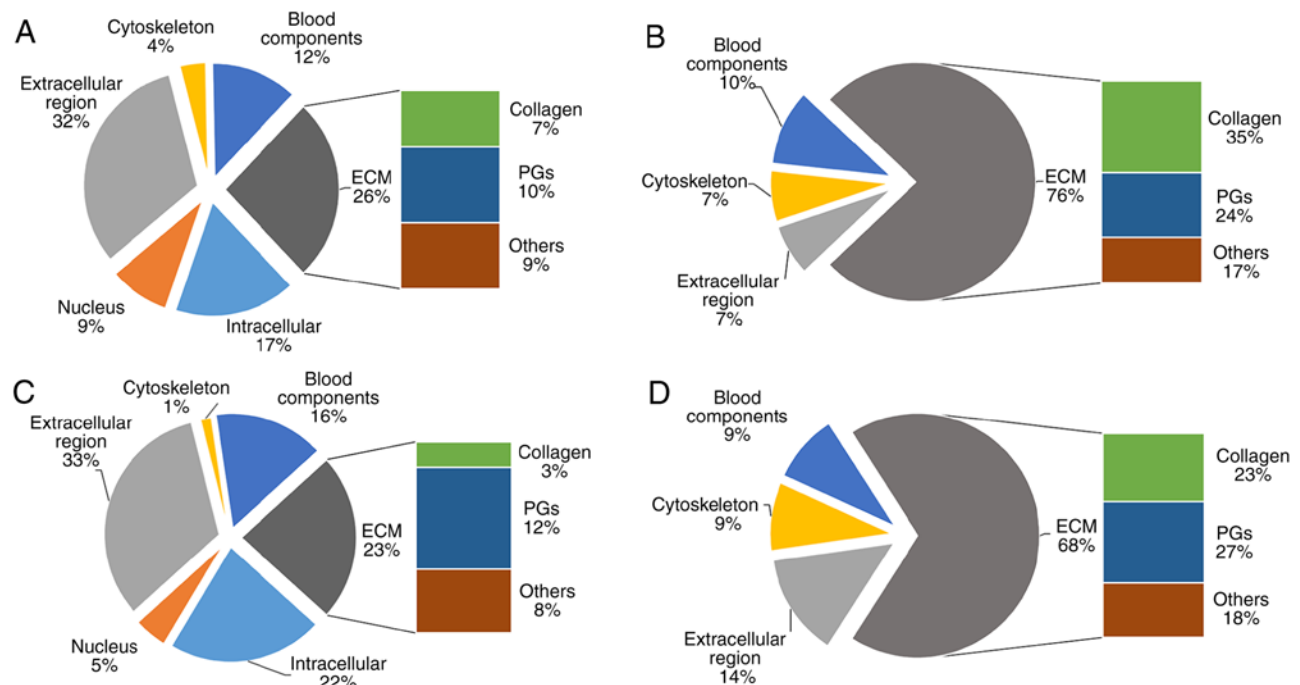 A
Cytoskeleton
4%
Blood
components
12%
Extracellular
region
32%
ECM
26%
Collagen
7%
PGs
10%
Others
9%
Nucleus
9%
Intracellular
17%
B
Blood
components
10%
Cytoskeleton
7%
Extracellular
region
7%
ECM
76%
Collagen
35%
PGs
24%
Others
17%
C
Cytoskeleton
1%
Blood
components
16%
Extracellular
region
33%
ECM
23%
Collagen
3%
PGs
12%
Others
8%
Nucleus
5%
Intracellular
22%
D
Blood
components
9%
Cytoskeleton
9%
Extracellular
region
14%
ECM
68%
Collagen
23%
PGs
27%
Others
18%